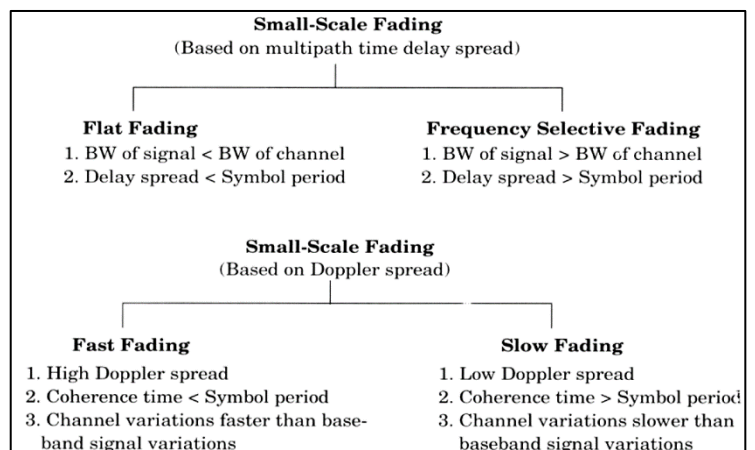 Small-Scale Fading
(Based on multipath time delay spread)
Flat Fading
1. BW of signal < BW of channel
2. Delay spread < Symbol period
Frequency Selective Fading
1. BW of signal > BW of channel
2. Delay spread > Symbol period
Small-Scale Fading
(Based on Doppler spread)
Fast Fading
1. High Doppler spread
2. Coherence time < Symbol period
3. Channel variations faster than base-
band signal variations
Slow Fading
1. Low Doppler spread
2. Coherence time > Symbol period
3. Channel variations slower than
baseband signal variations